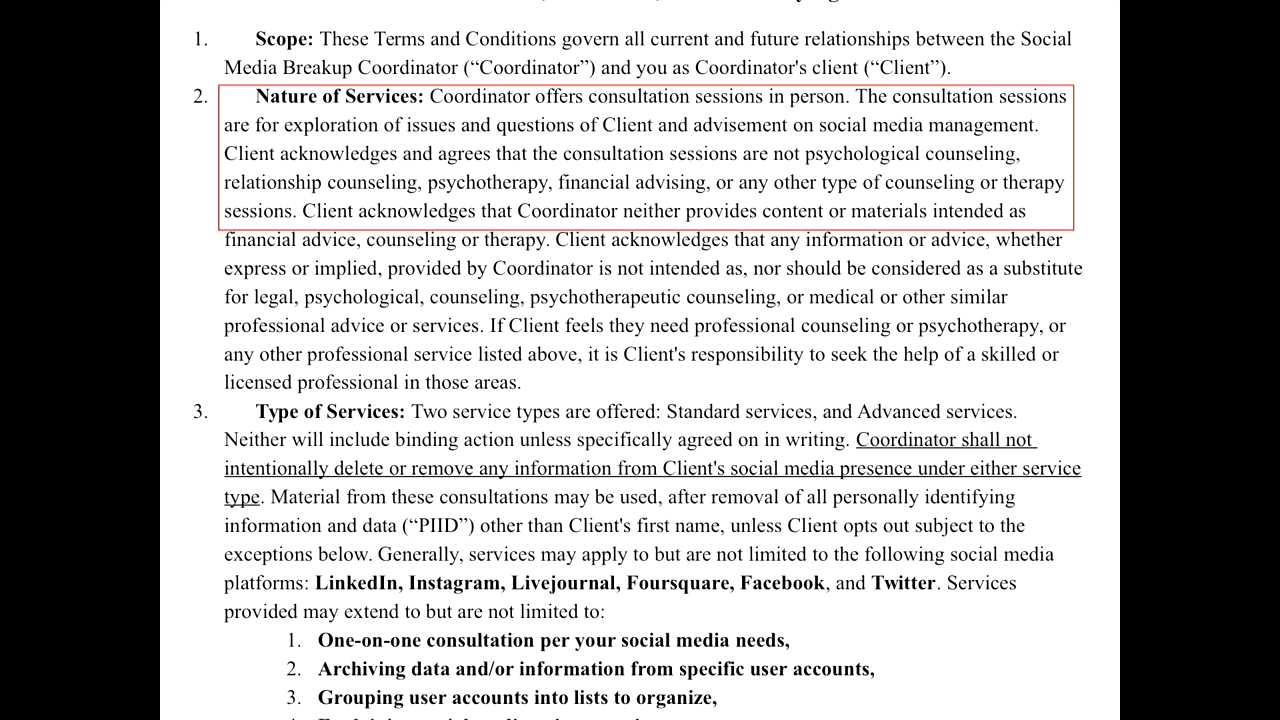 1. Scope: These Terms and Conditions govern all current and future relationships between the Social
Media Breakup Coordinator (“Coordinator”) and you as Coordinator's client (“Client”).
2. Nature of Services: Coordinator offers consultation sessions in person. The consultation sessions
are for exploration of issues and questions of Client and advisement on social media management.
Client acknowledges and agrees that the consultation sessions are not psychological counseling,
relationship counseling, psychotherapy, financial advising, or any other type of counseling or therapy
sessions. Client acknowledges that Coordinator neither provides content or materials intended as
financial advice, counseling or therapy. Client acknowledges that any information or advice, whether
express or implied, provided by Coordinator is not intended as, nor should be considered as a substitute
for legal, psychological, counseling, psychotherapeutic counseling, or medical or other similar
professional advice or services. If Client feels they need professional counseling or psychotherapy, or
any other professional service listed above, it is Client's responsibility to seek the help of a skilled or
licensed professional in those areas.
3. Type of Services: Two service types are offered: Standard services, and Advanced services.
Neither will include binding action unless specifically agreed on in writing. Coordinator shall not
intentionally delete or remove any information from Client's social media presence under either service
type. Material from these consultations may be used, after removal of all personally identifying
information and data (“PIID”) other than Client's first name, unless Client opts out subject to the
exceptions below. Generally, services may apply to but are not limited to the following social media
platforms: LinkedIn, Instagram, Livejournal, Foursquare, Facebook, and Twitter. Services
provided may extend to but are not limited to:
1. One-on-one consultation per your social media needs,
2. Archiving data and/or information from specific user accounts,
3. Grouping user accounts into lists to organize,